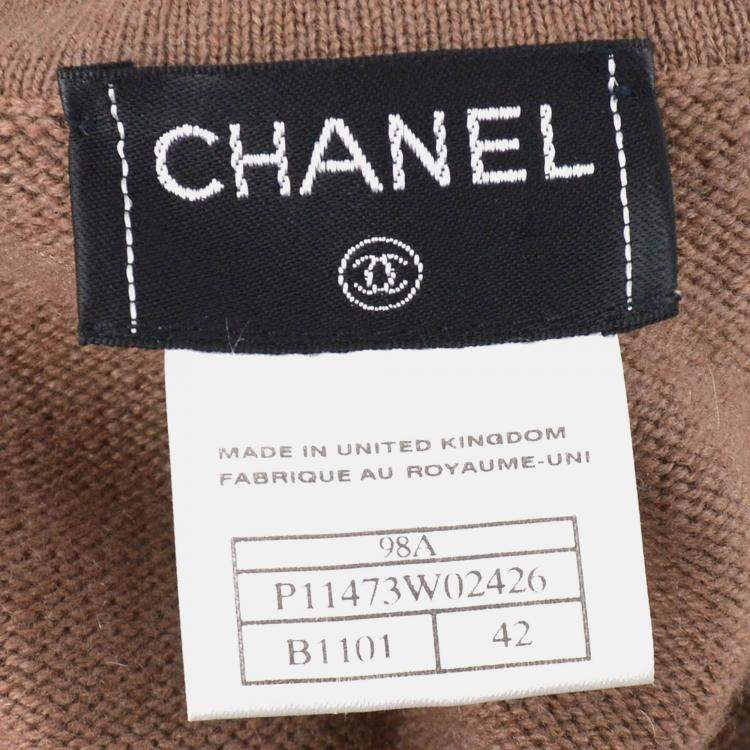 CHANEL
MADE IN UNITED KINGDOM
FABRIQUE AU ROYAUME-UNI
98A
P11473W02426
B1101 42